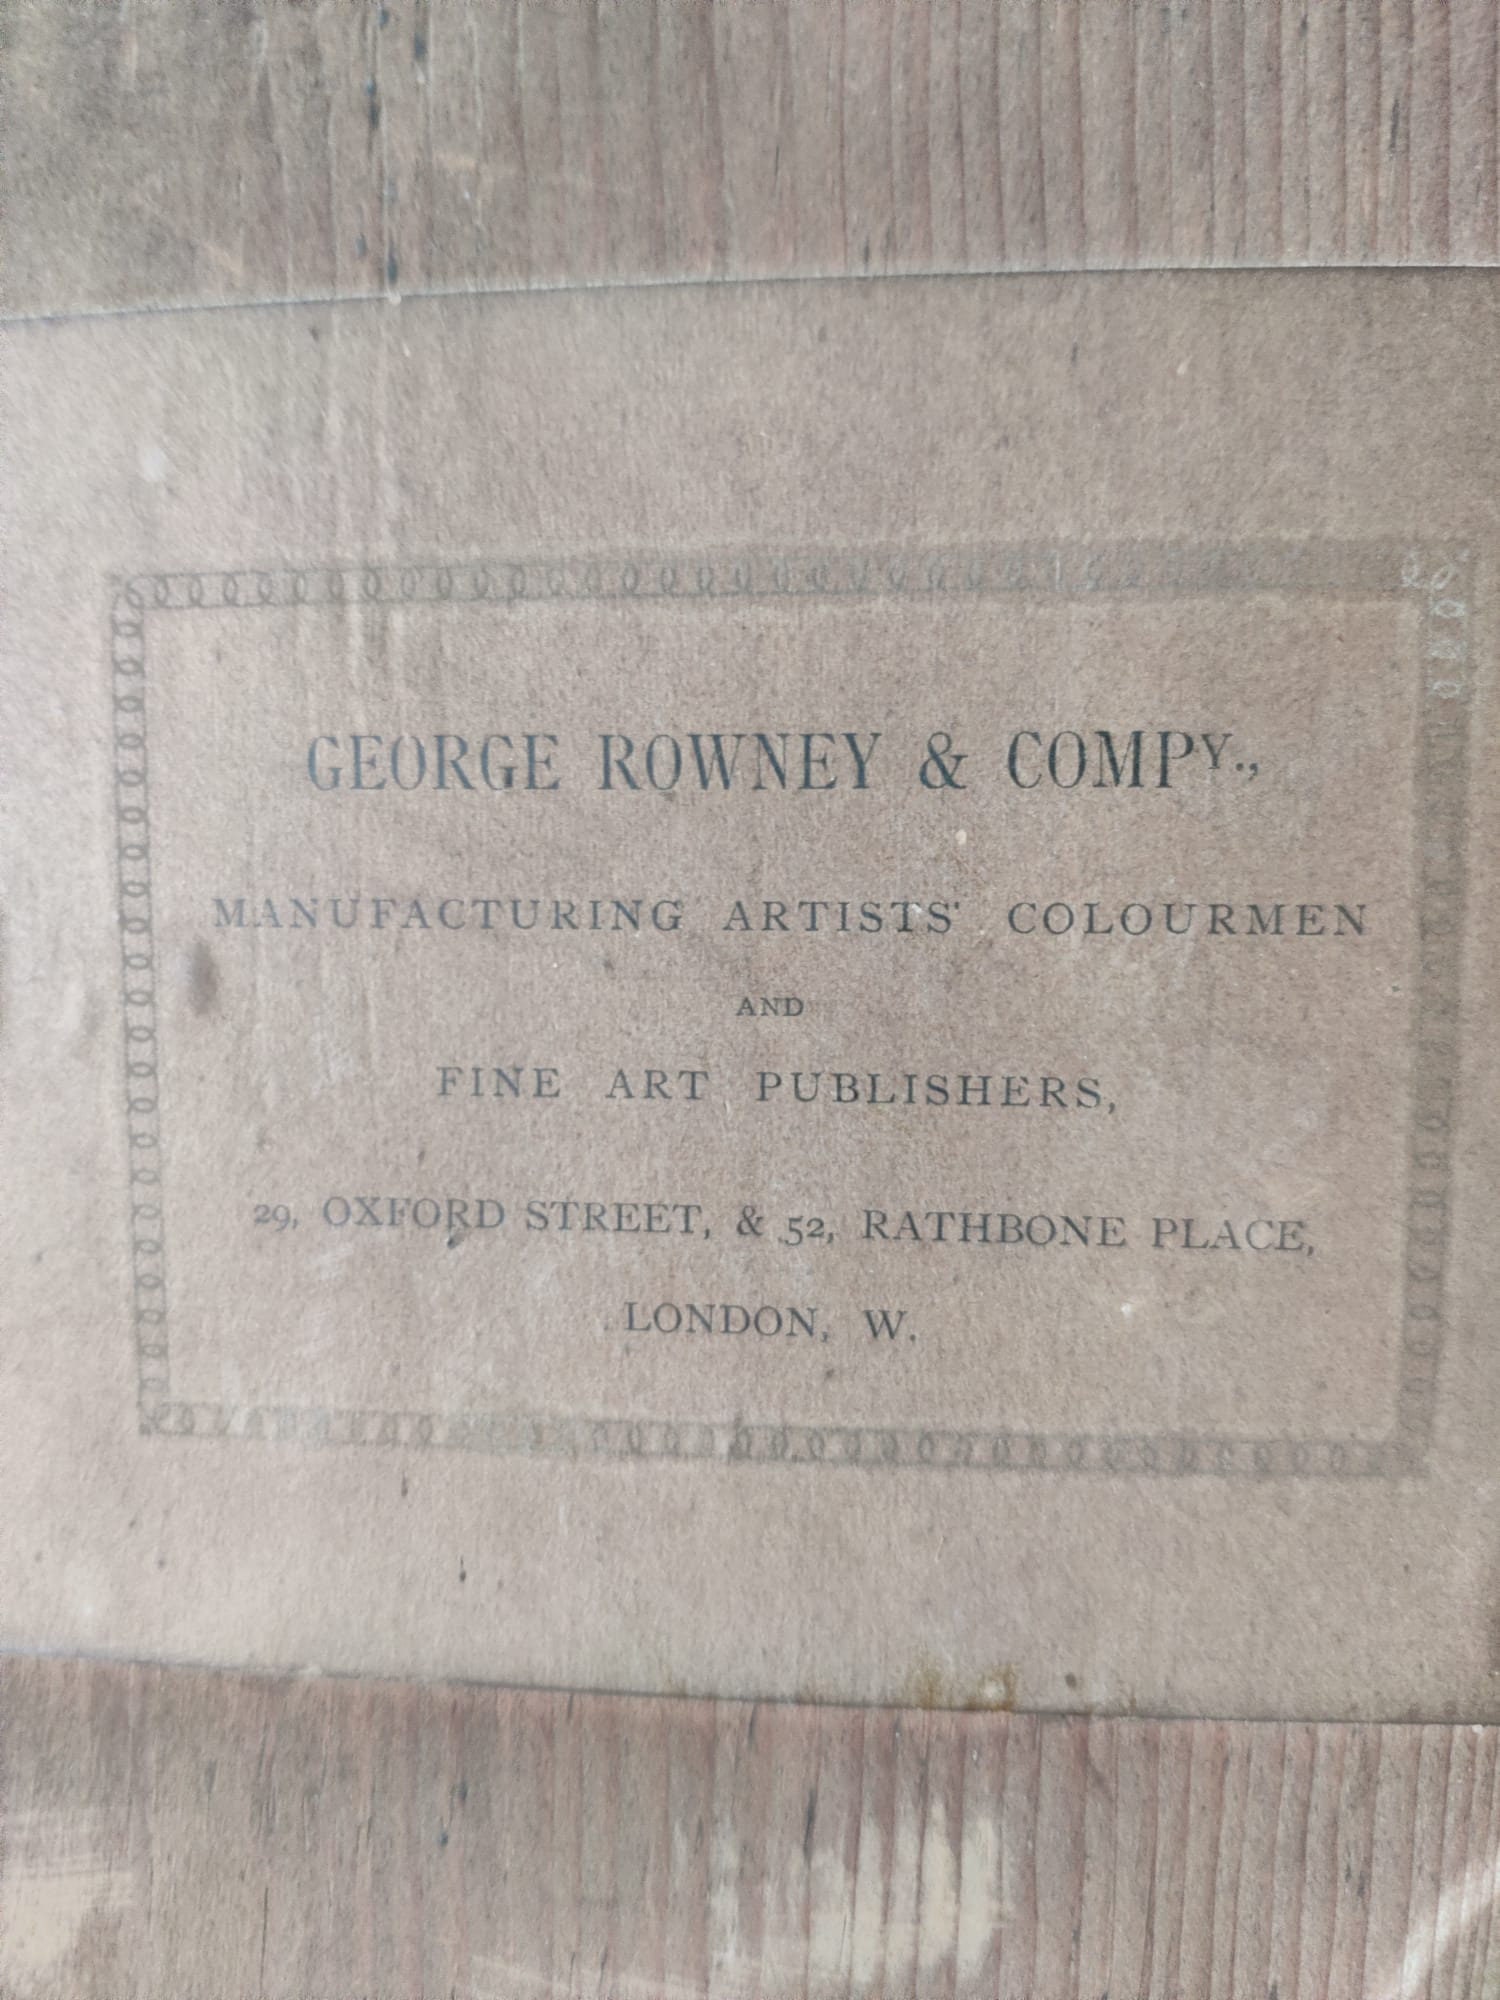 GEORGE ROWNEY & COMPY.,
MANUFACTURING ARTISTS' COLOURMEN
AND
FINE ART PUBLISHERS,
29, OXFORD STREET, & 52, RATHBONE PLACE,
LONDON, W.